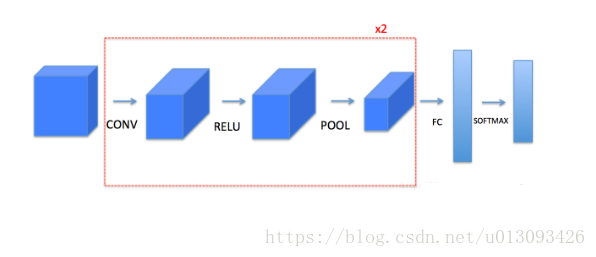 x2
CONV
RELU
POOL
FC
SOFTMAX
https://blog.csdn.net/u013093426